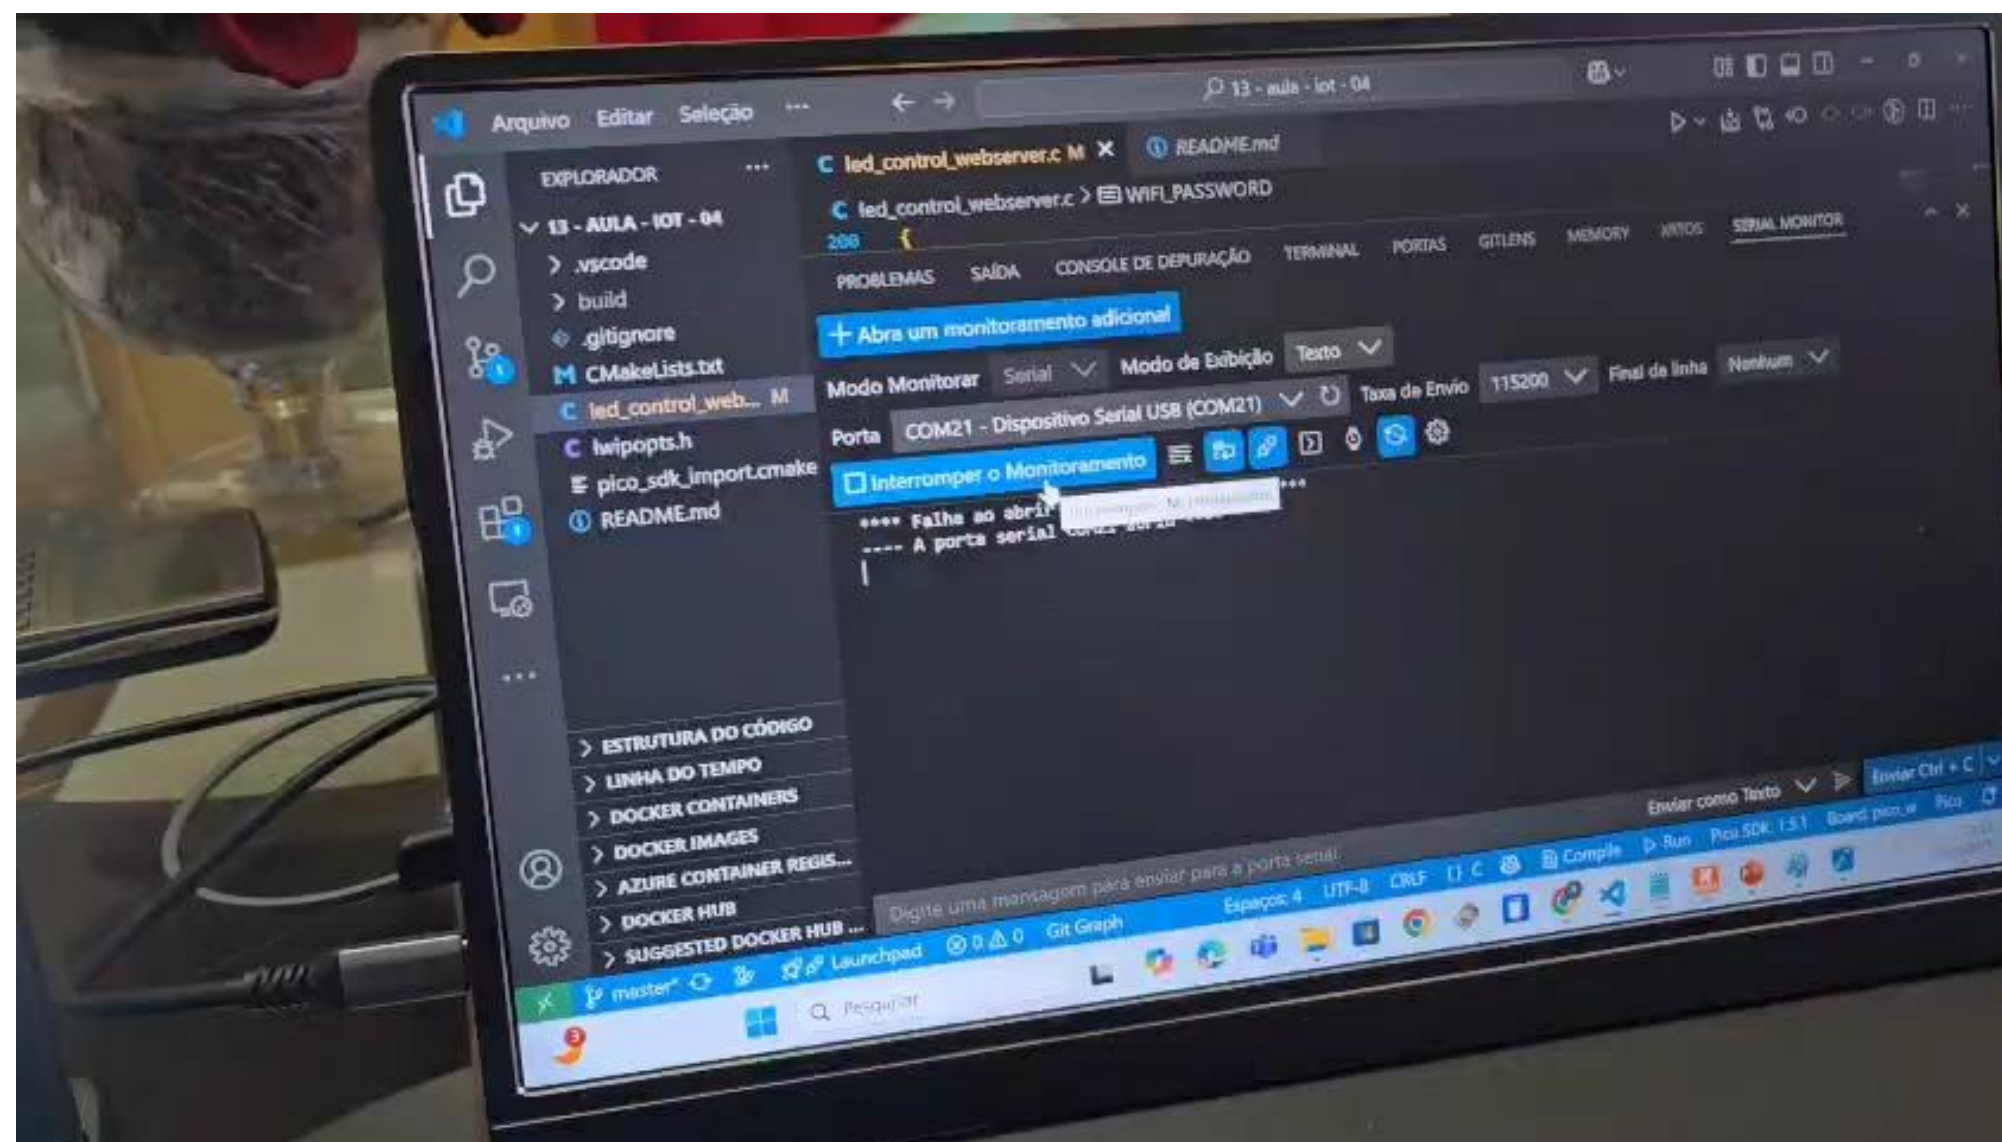 Arquivo Editar Seleção ... 13 - aula - iot - 04
EXPLORADOR ...
13 - AULA - IOT - 04
.vscode
build
.gitignore
CMakeLists.txt
led_control_web... M
lwipopts.h
pico_sdk_import.cmake
README.md
ESTRUTURA DO CÓDIGO
LINHA DO TEMPO
DOCKER CONTAINERS
DOCKER IMAGES
AZURE CONTAINER REGIS...
DOCKER HUB
SUGGESTED DOCKER HUB ...
led_control_webserver.c M README.md
led_control_webserver.c > WIFI_PASSWORD
208 {
PROBLEMAS SAÍDA CONSOLE DE DEPURAÇÃO TERMINAL PORTAS GITLENS MEMORY XRTOS SERIAL MONITOR
+ Abra um monitoramento adicional
Modo Monitorar Serial Modo de Exibição Texto
Porta COM21 - Dispositivo Serial USB (COM21) Taxa de Envio 115200 Final da linha Nenhum
Interromper o Monitoramento
**** Falha ao abrir
---- A porta serial
Enviar como Texto Enviar Ctrl + C
Digite uma mensagem para enviar para a porta serial.
master* Launchpad 0 0 Git Graph Espaços: 4 UTF-8 CRLF {} C Compile Run Pico SDK: 1.5.1 Board: pico_w Pico
3
Pesquisar